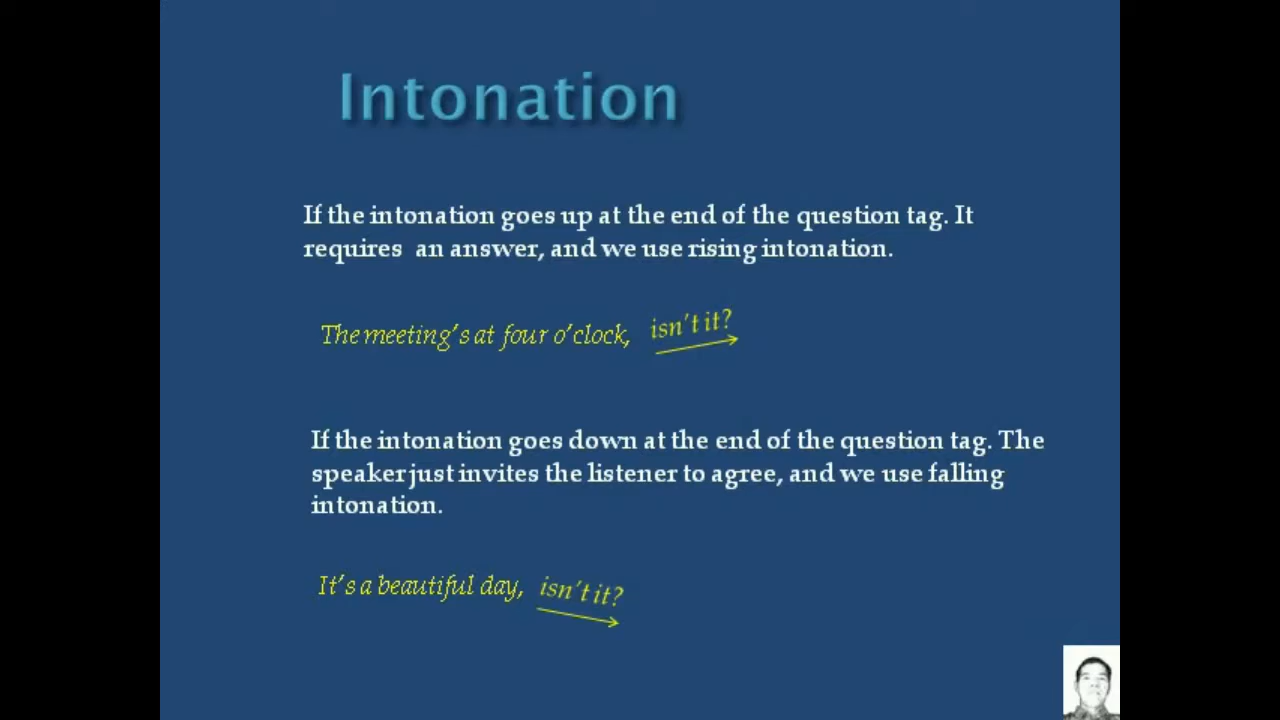 Intonation
If the intonation goes up at the end of the question tag. It
requires an answer, and we use rising intonation.
The meeting's at four o'clock, isn't it?
If the intonation goes down at the end of the question tag. The
speaker just invites the listener to agree, and we use falling
intonation.
It's a beautiful day, isn't it?